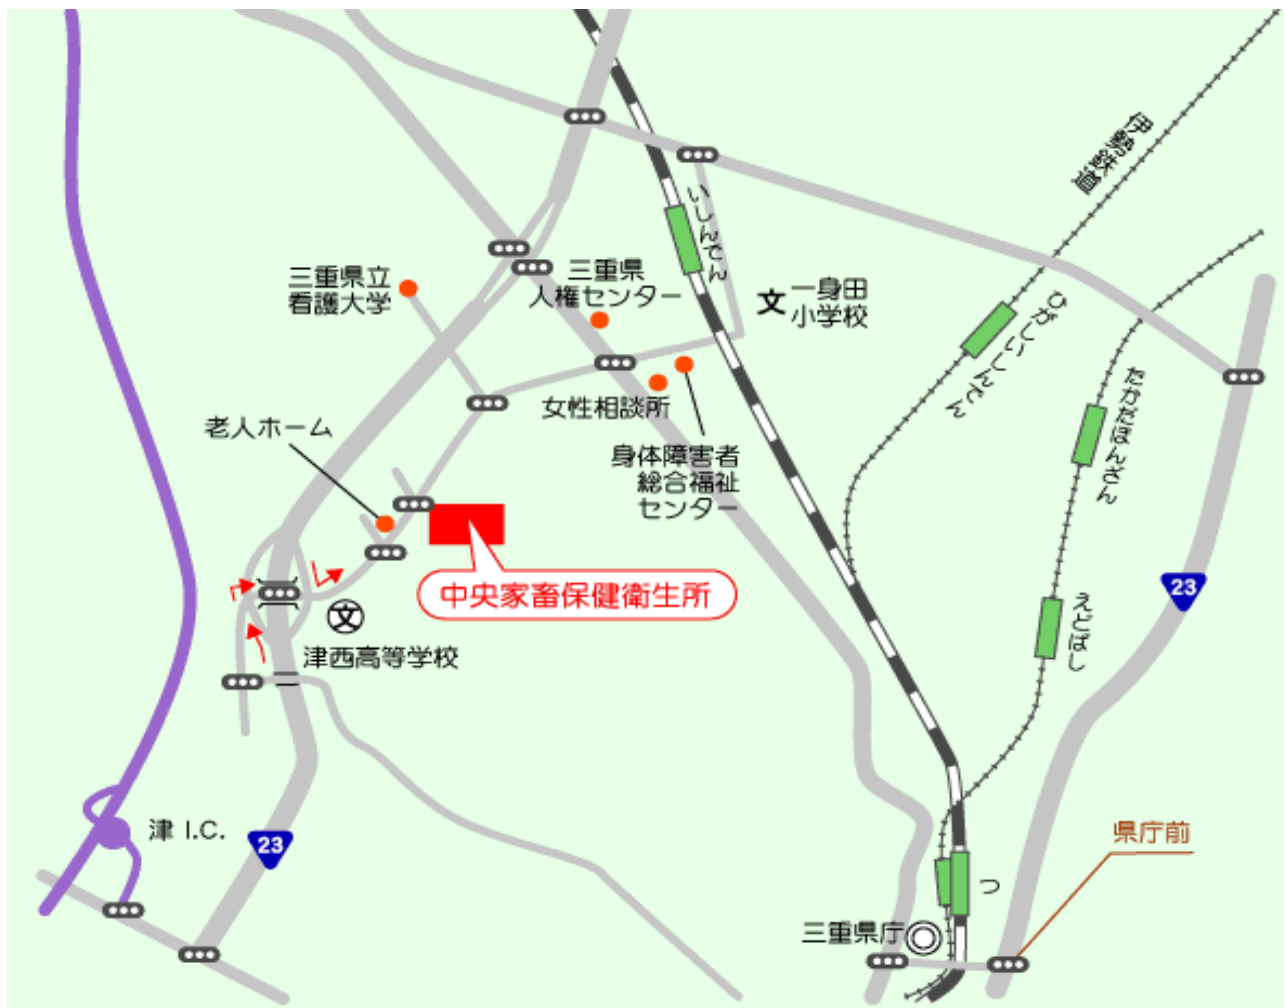 伊勢鉄道
いしんでん
三重県立
看護大学
三重県
人権センター
一身田
文
小学校
ひがしいしんでん
たかだほんざん
女性相談所
老人ホーム
身体障害者
総合福祉
センター
中央家畜保健衛生所
23
文
えどばし
津西高等学校
津 I.C.
23
県庁前
つ
三重県庁